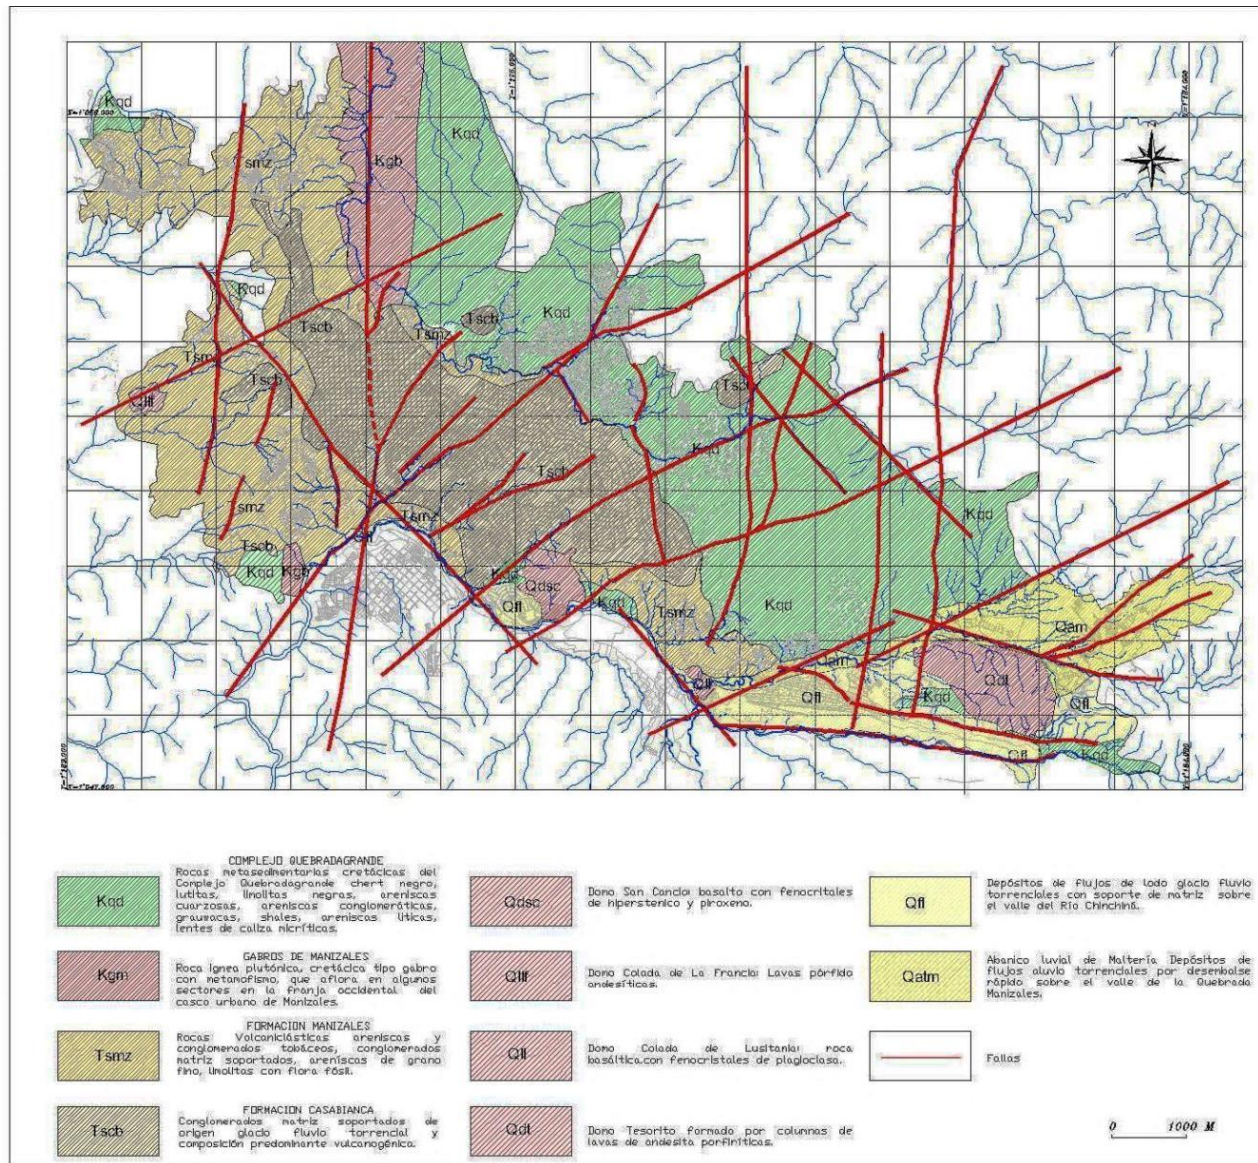 Kqd
Tsmz
Kgb
Kqd
Kqd
Tscb
Tscb
Tsmz
Kqd
Tscb
Qllf
Kqd
Tscb
Tsmz
smz
Tscb
Kqd
Kgb
Kqd
Qdsc
Qfl
Kqd
Tsmz
Kqd
Kqd
Qam
Qdt
Kqd
Qfl
Qfl
Qfl
Kqd
COMPLEJO QUEBRADAGRANDE
Kqd
Rocas metasedimentarias cretácicas del
Complejo Quebradagrande chert negro,
lutitas, limolitas negras, areniscas
cuarzosas, areniscas conglomeráticas,
grauwacas, shales, areniscas líticas,
lentes de caliza micríticas.
GABROS DE MANIZALES
Kgm
Roca ígnea plutónica, cretácica tipo gabro
con metamofismo, que aflora en algunos
sectores en la franja occidental del
casco urbano de Manizales.
FORMACION MANIZALES
Tsmz
Rocas Volcaniclásticas areniscas y
conglomerados tobáceos, conglomerados
matriz soportados, areniscas de grano
fino, limolitas con flora fósil.
FORMACION CASABIANCA
Tscb
Conglomerados matriz soportados de
origen glacio fluvio torrencial y
composición predominante vulcanogénica.
Qdsc
Domo San Cancio: basalto con fenocritales
de hiperstenico y piroxeno.
Qllf
Domo Colada de La Francia: Lavas pórfido
andesíticas.
Qll
Domo Colada de Lusitania: roca
basáltica.con fenocristales de plagioclasa.
Qdt
Domo Tesorito formado por columnas de
lavas de andesita porfiríticas.
Qfl
Depósitos de flujos de lodo glacio fluvio
torrenciales con soporte de matriz sobre
el valle del Río Chinchiná.
Qatm
Abanico luvial de Maltería Depósitos de
flujos aluvio torrenciales por desembalse
rápido sobre el valle de la Quebrada
Manizales.
Fallas
0 1000 M